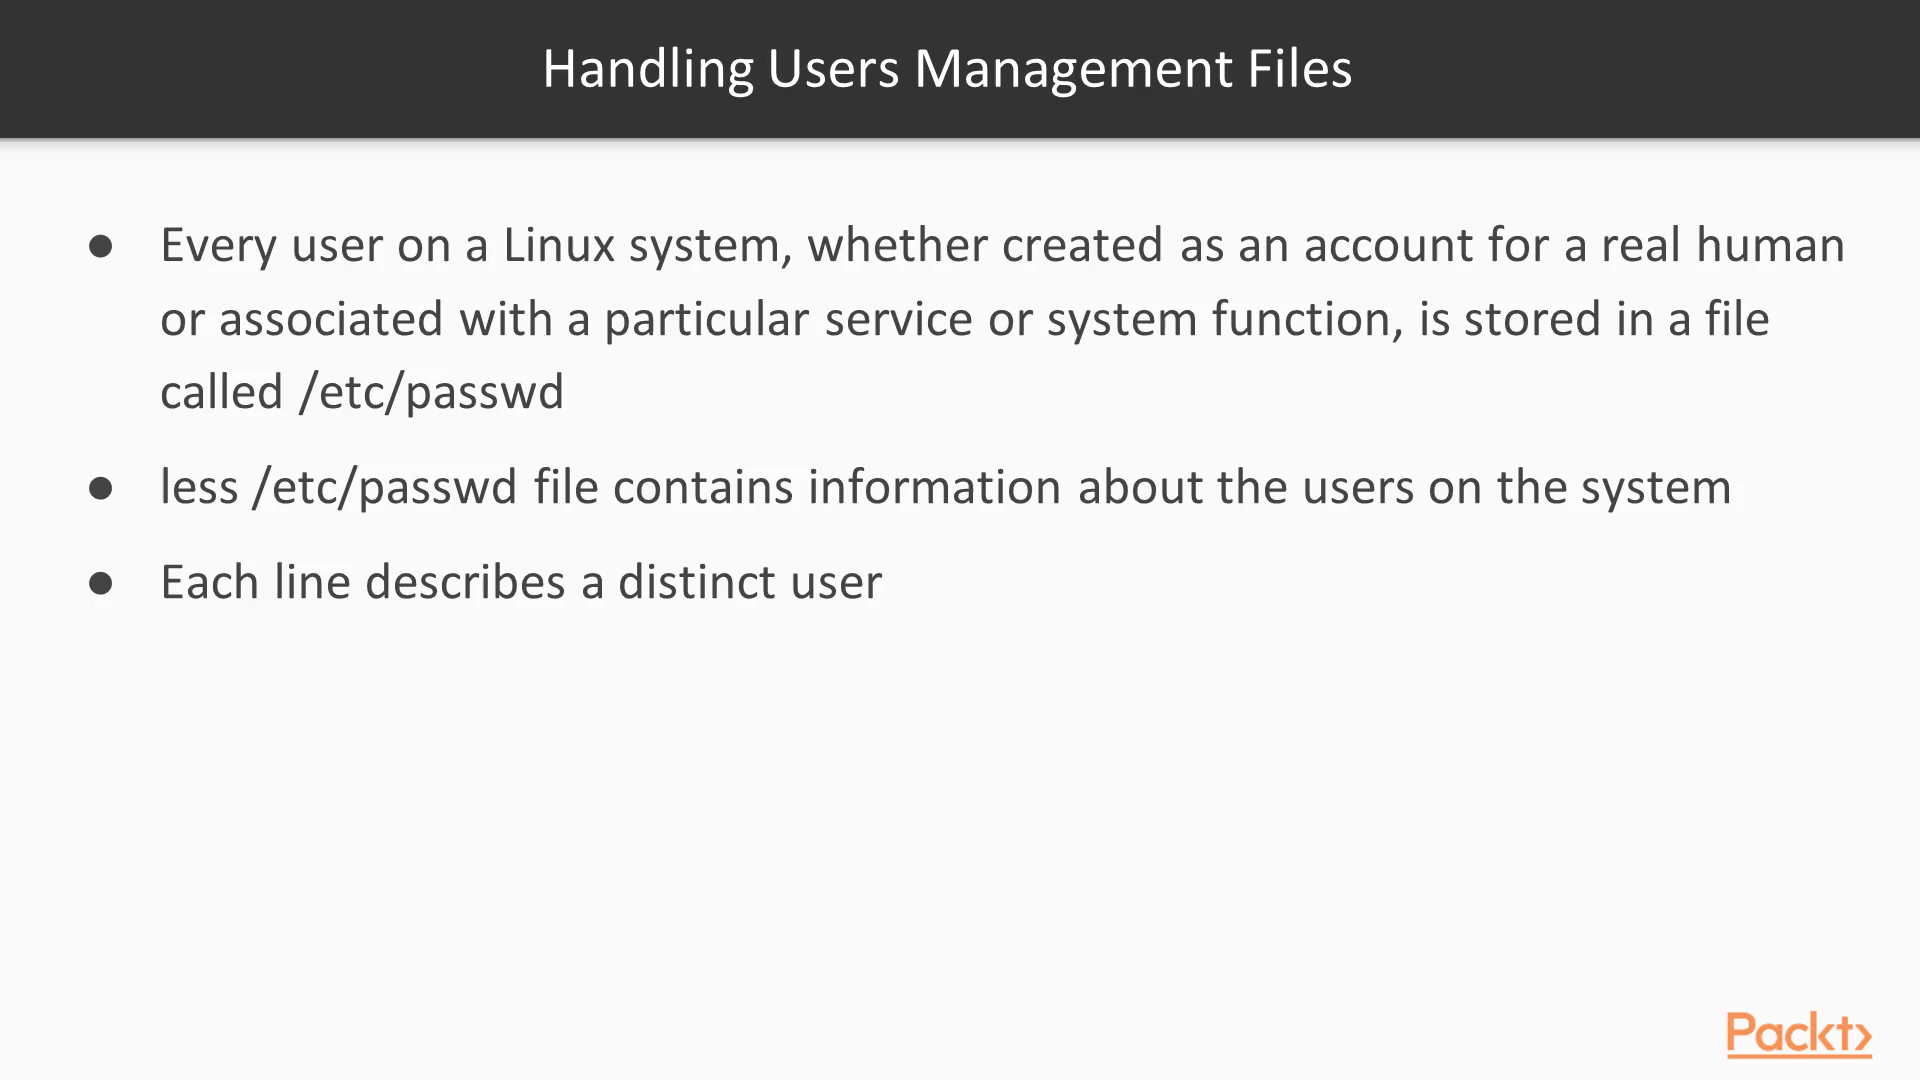 Handling Users Management Files
● Every user on a Linux system, whether created as an account for a real human
or associated with a particular service or system function, is stored in a file
called /etc/passwd
● less /etc/passwd file contains information about the users on the system
● Each line describes a distinct user
Packt>